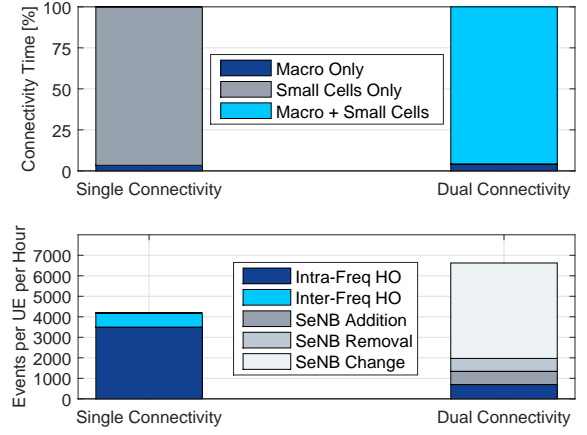 Connectivity Time [%]
100
75
50
25
0
Macro Only
Small Cells Only
Macro + Small Cells
Single Connectivity
Dual Connectivity
Events per UE per Hour
7000
6000
5000
4000
3000
2000
1000
0
Intra-Freq HO
Inter-Freq HO
SeNB Addition
SeNB Removal
SeNB Change
Single Connectivity
Dual Connectivity